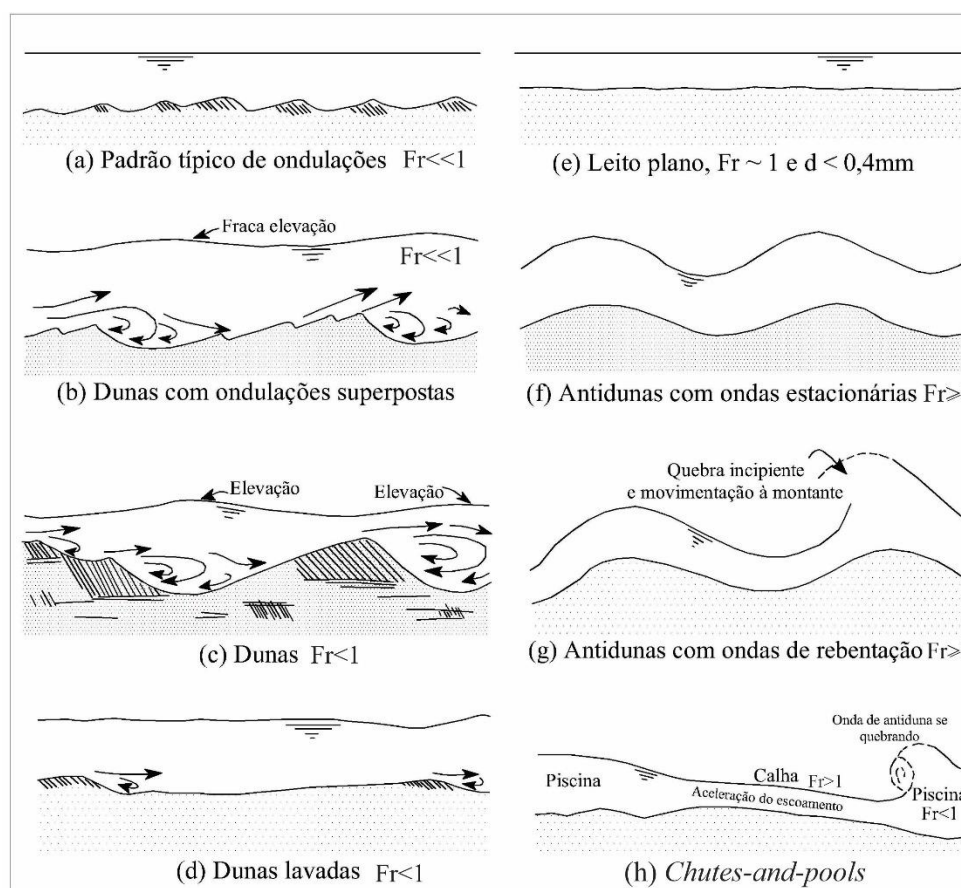 (a) Padrão típico de ondulações Fr<<1
Fraca elevação
Fr<<1
(b) Dunas com ondulações superpostas
Elevação
Elevação
(c) Dunas Fr<1
(d) Dunas lavadas Fr<1
(e) Leito plano, Fr ~ 1 e d < 0,4mm
(f) Antidunas com ondas estacionárias Fr>
Quebra incipiente
e movimentação à montante
(g) Antidunas com ondas de rebentação Fr>
Onda de antiduna se
quebrando
Piscina
Calha
Fr>1
Aceleração do escoamento
Piscina
Fr<1
(h) Chutes-and-pools